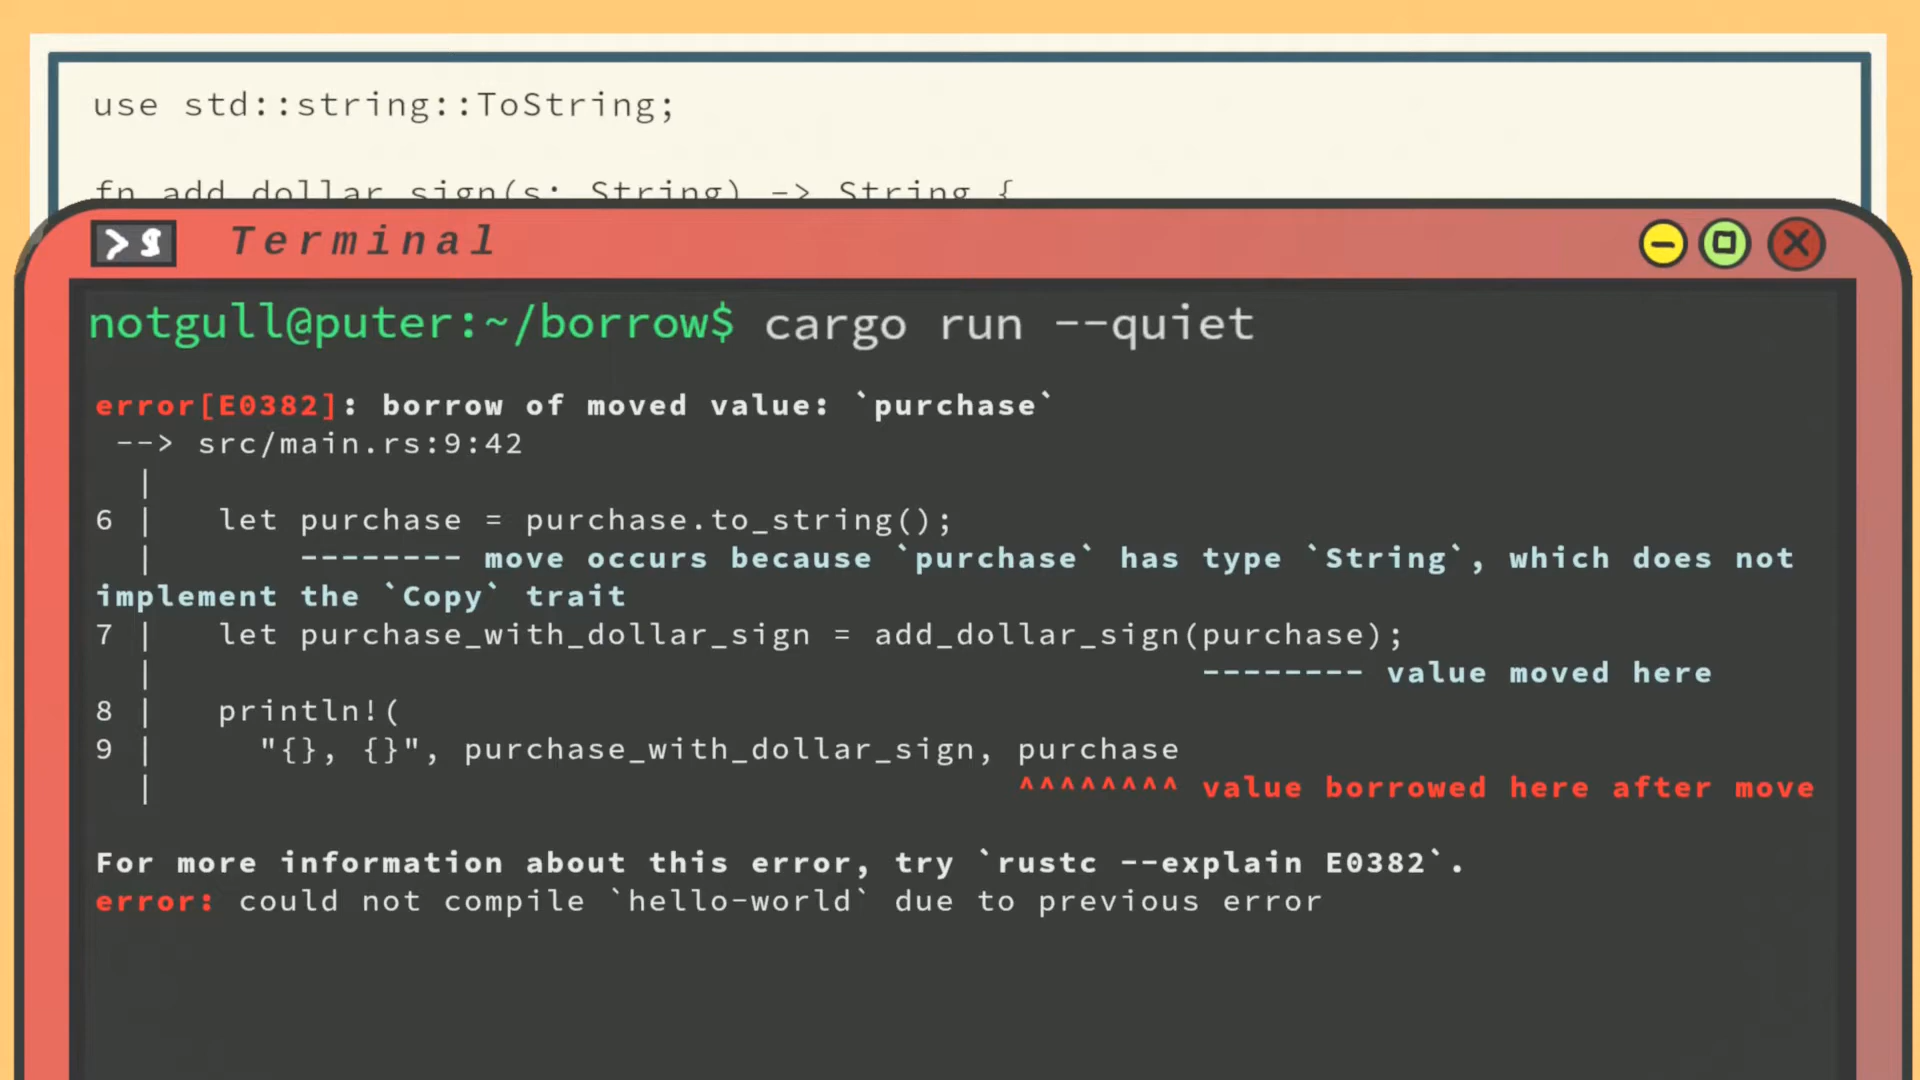 use std::string::ToString;
fn add_dollar_sign(s: String) -> String {
>$ Terminal
notgull@puter:~/borrow$ cargo run --quiet
error[E0382]: borrow of moved value: `purchase`
 --> src/main.rs:9:42
  |
6 |   let purchase = purchase.to_string();
  |       -------- move occurs because `purchase` has type `String`, which does not
implement the `Copy` trait
7 |   let purchase_with_dollar_sign = add_dollar_sign(purchase);
  |                                                   -------- value moved here
8 |   println!(
9 |     "{}, {}", purchase_with_dollar_sign, purchase
  |                                          ^^^^^^^^ value borrowed here after move
For more information about this error, try `rustc --explain E0382`.
error: could not compile `hello-world` due to previous error